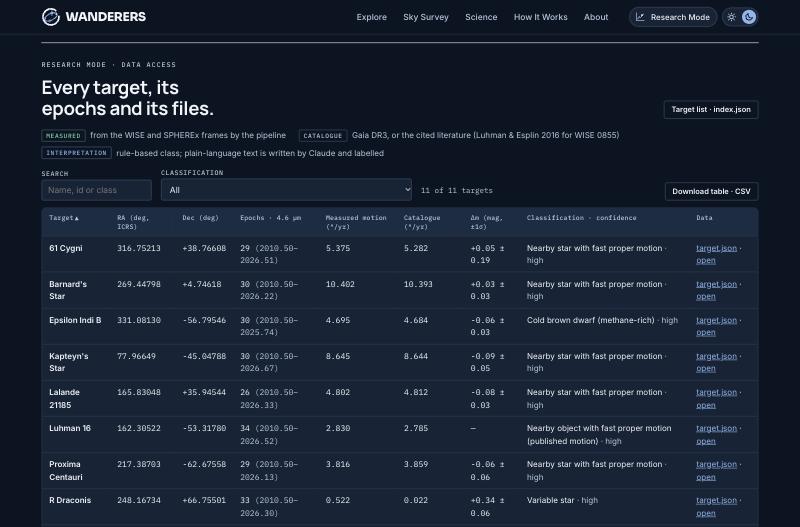 WANDERERS
Explore Sky Survey Science How It Works About Research Mode
RESEARCH MODE · DATA ACCESS
Every target, its
epochs and its files.
Target list · index.json
MEASURED from the WISE and SPHEREx frames by the pipeline CATALOGUE Gaia DR3, or the cited literature (Luhman & Esplin 2016 for WISE 0855)
INTERPRETATION rule-based class; plain-language text is written by Claude and labelled
SEARCH CLASSIFICATION
Name, id or class All 11 of 11 targets Download table · CSV
Target▲ RA (deg, Dec (deg) Epochs · 4.6 µm Measured motion Catalogue Δm (mag, Classification · confidence Data
ICRS) (″/yr) (″/yr) ±1σ)
61 Cygni 316.75213 +38.76608 29 (2010.50– 5.375 5.282 +0.05 ± Nearby star with fast proper motion · target.json ·
2026.51) 0.19 high open
Barnard's 269.44798 +4.74618 30 (2010.50– 10.402 10.393 +0.03 ± Nearby star with fast proper motion · target.json ·
Star 2026.22) 0.03 high open
Epsilon Indi B 331.08130 -56.79546 30 (2010.50– 4.695 4.684 -0.06 ± Cold brown dwarf (methane-rich) · high target.json ·
2025.74) 0.03 open
Kapteyn's 77.96649 -45.04788 30 (2010.50– 8.645 8.644 -0.09 ± Nearby star with fast proper motion · target.json ·
Star 2026.67) 0.05 high open
Lalande 165.83048 +35.94544 26 (2010.50– 4.802 4.812 -0.08 ± Nearby star with fast proper motion · target.json ·
21185 2026.33) 0.03 high open
Luhman 16 162.30522 -53.31780 34 (2010.50– 2.830 2.785 — Nearby object with fast proper motion target.json ·
2026.52) (published motion) · high open
Proxima 217.38703 -62.67558 29 (2010.50– 3.816 3.859 -0.06 ± Nearby star with fast proper motion · target.json ·
Centauri 2026.13) 0.06 high open
R Draconis 248.16734 +66.75501 33 (2010.50– 0.522 0.022 +0.34 ± Variable star · high target.json ·
2026.30) 0.06 open